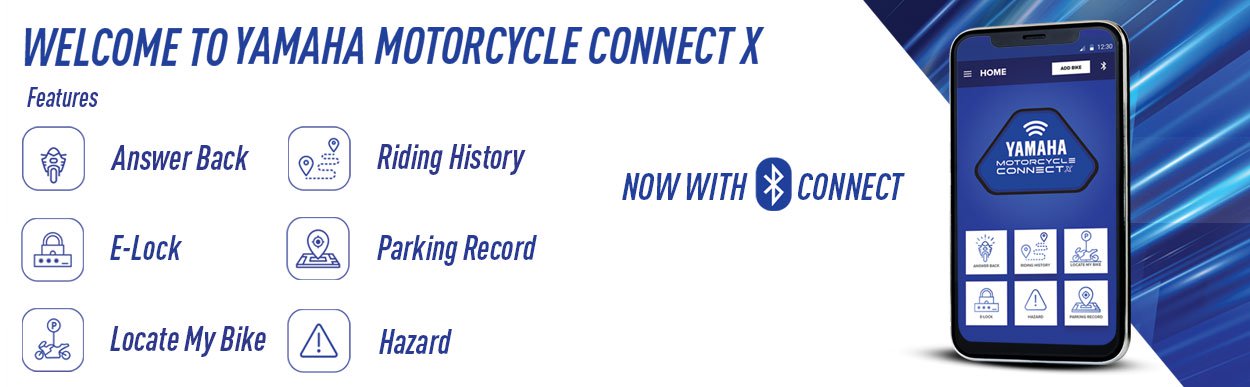 WELCOME TO YAMAHA MOTORCYCLE CONNECT X
Features
Answer Back
Riding History
E-Lock
Parking Record
P
Locate My Bike
Hazard
NOW WITH CONNECT
12:30
HOME
ADD BIKE
YAMAHA
MOTORCYCLE
CONNECT X
ANSWER BACK
RIDING HISTORY
P
LOCATE MY BIKE
E-LOCK
HAZARD
PARKING RECORD